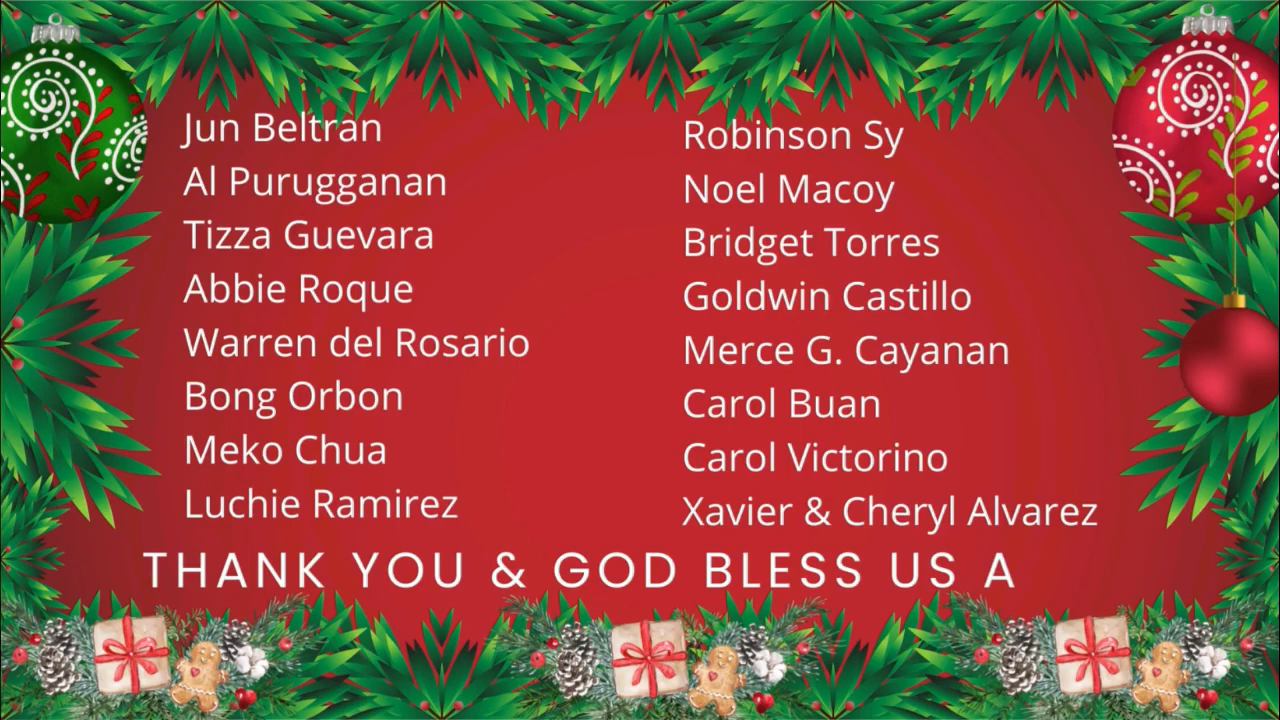 Jun Beltran
Al Purugganan
Tizza Guevara
Abbie Roque
Warren del Rosario
Bong Orbon
Meko Chua
Luchie Ramirez
Robinson Sy
Noel Macoy
Bridget Torres
Goldwin Castillo
Merce G. Cayanan
Carol Buan
Carol Victorino
Xavier & Cheryl Alvarez
THANK YOU & GOD BLESS US A